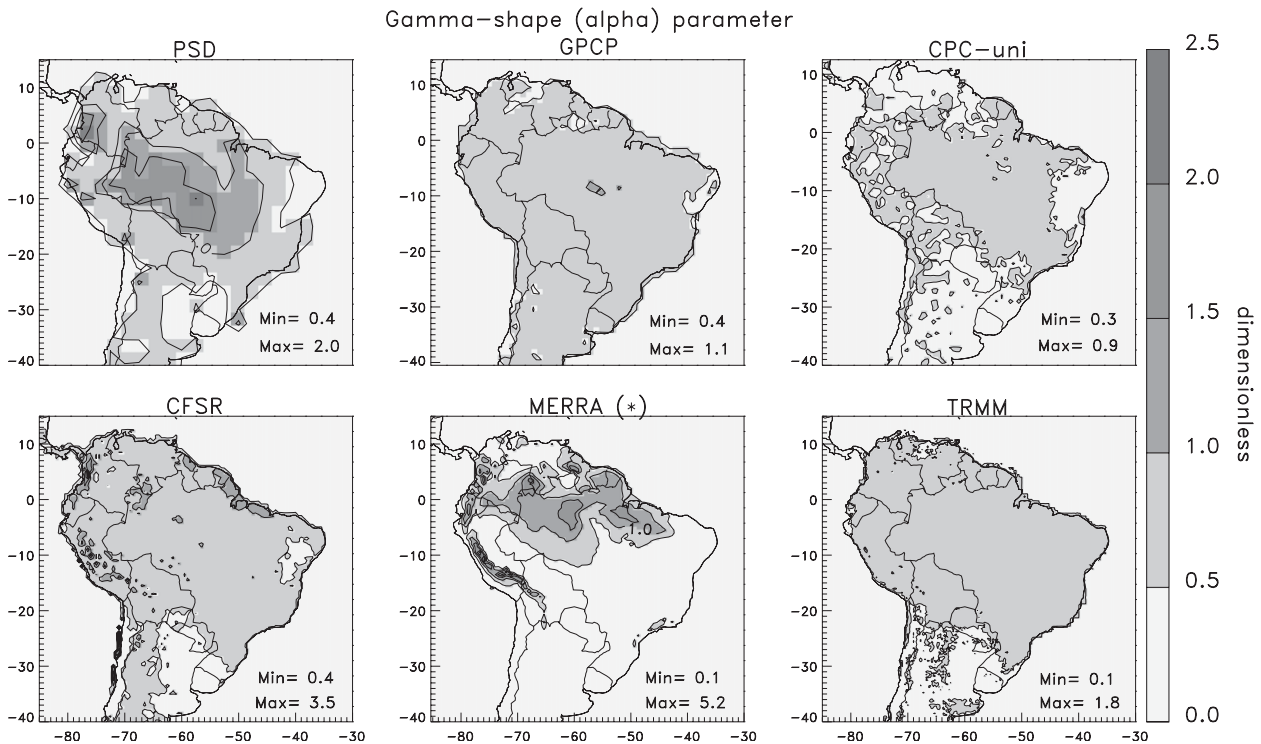 Gamma-shape (alpha) parameter
PSD
GPCP
CPC-uni
10
0
-10
-20
-30
-40
Min= 0.4
Max= 2.0
10
0
-10
-20
-30
-40
Min= 0.4
Max= 1.1
10
0
-10
-20
-30
-40
Min= 0.3
Max= 0.9
CFSR
MERRA (*)
TRMM
10
0
-10
-20
-30
-40
Min= 0.4
Max= 3.5
-80 -70 -60 -50 -40 -30
10
0
-10
-20
-30
-40
1.0
Min= 0.1
Max= 5.2
-80 -70 -60 -50 -40 -30
10
0
-10
-20
-30
-40
Min= 0.1
Max= 1.8
-80 -70 -60 -50 -40 -30
2.5
2.0
1.5
1.0
0.5
0.0
dimensionless